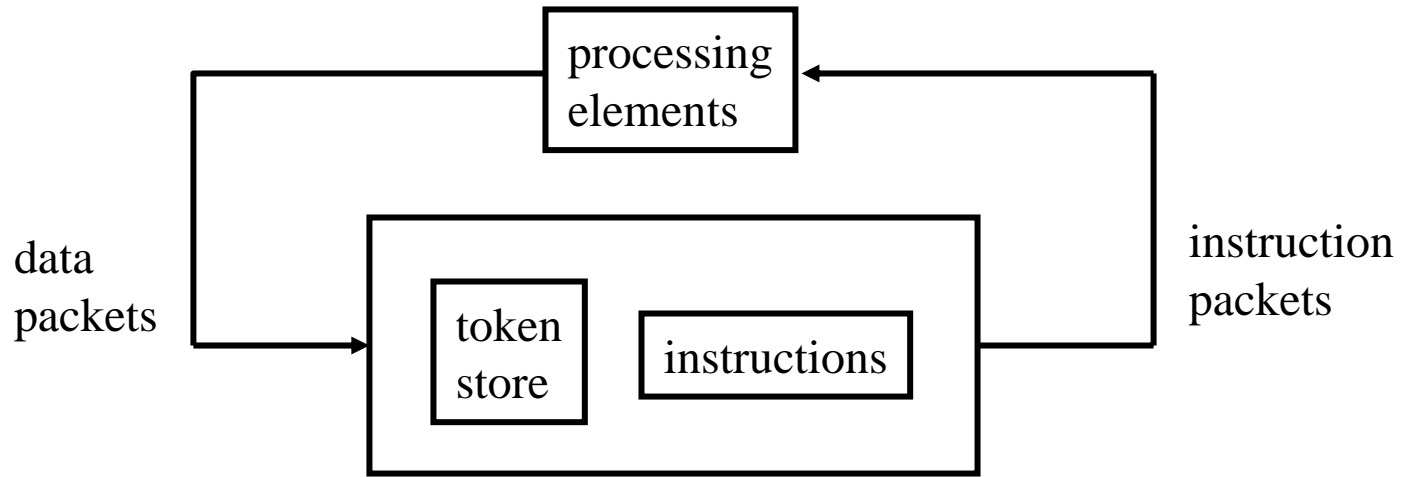 processing
elements
data
packets
instruction
packets
token
store
instructions